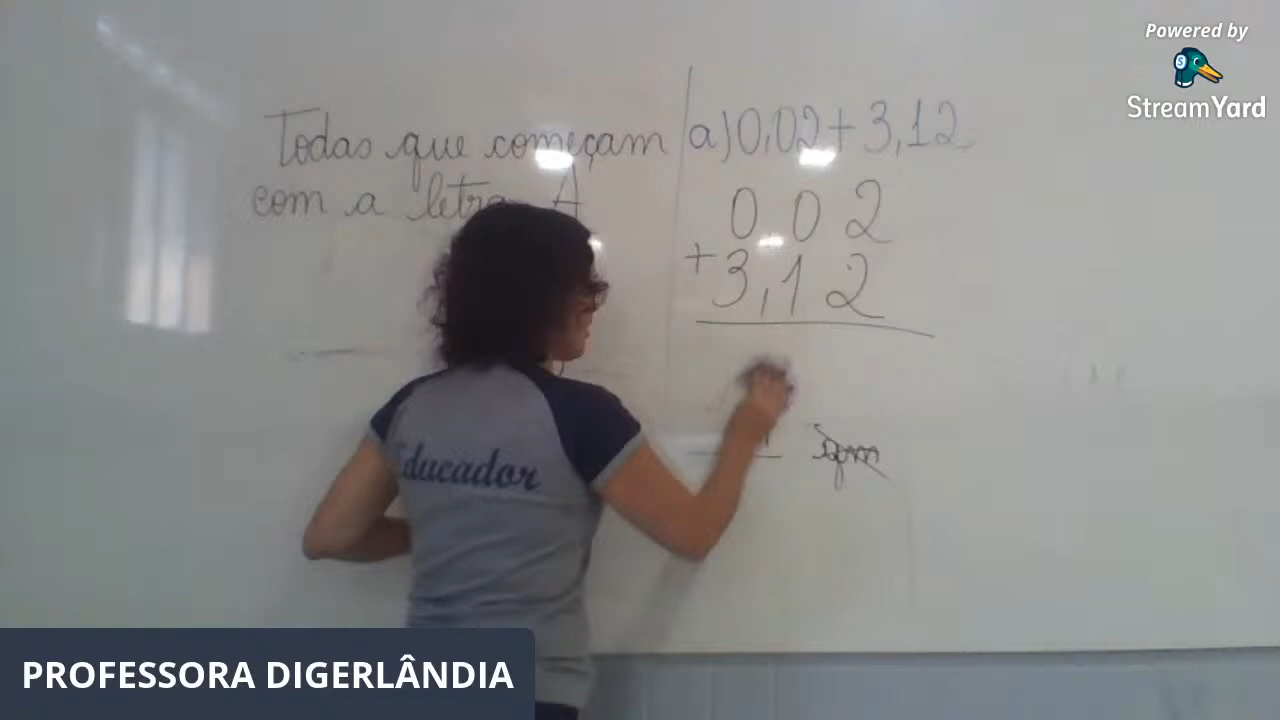 Powered by
StreamYard
Todas que começam
com a letra A
a) 0,02 + 3,12
0 0 2
+ 3,1 2
Educador
PROFESSORA DIGERLÂNDIA